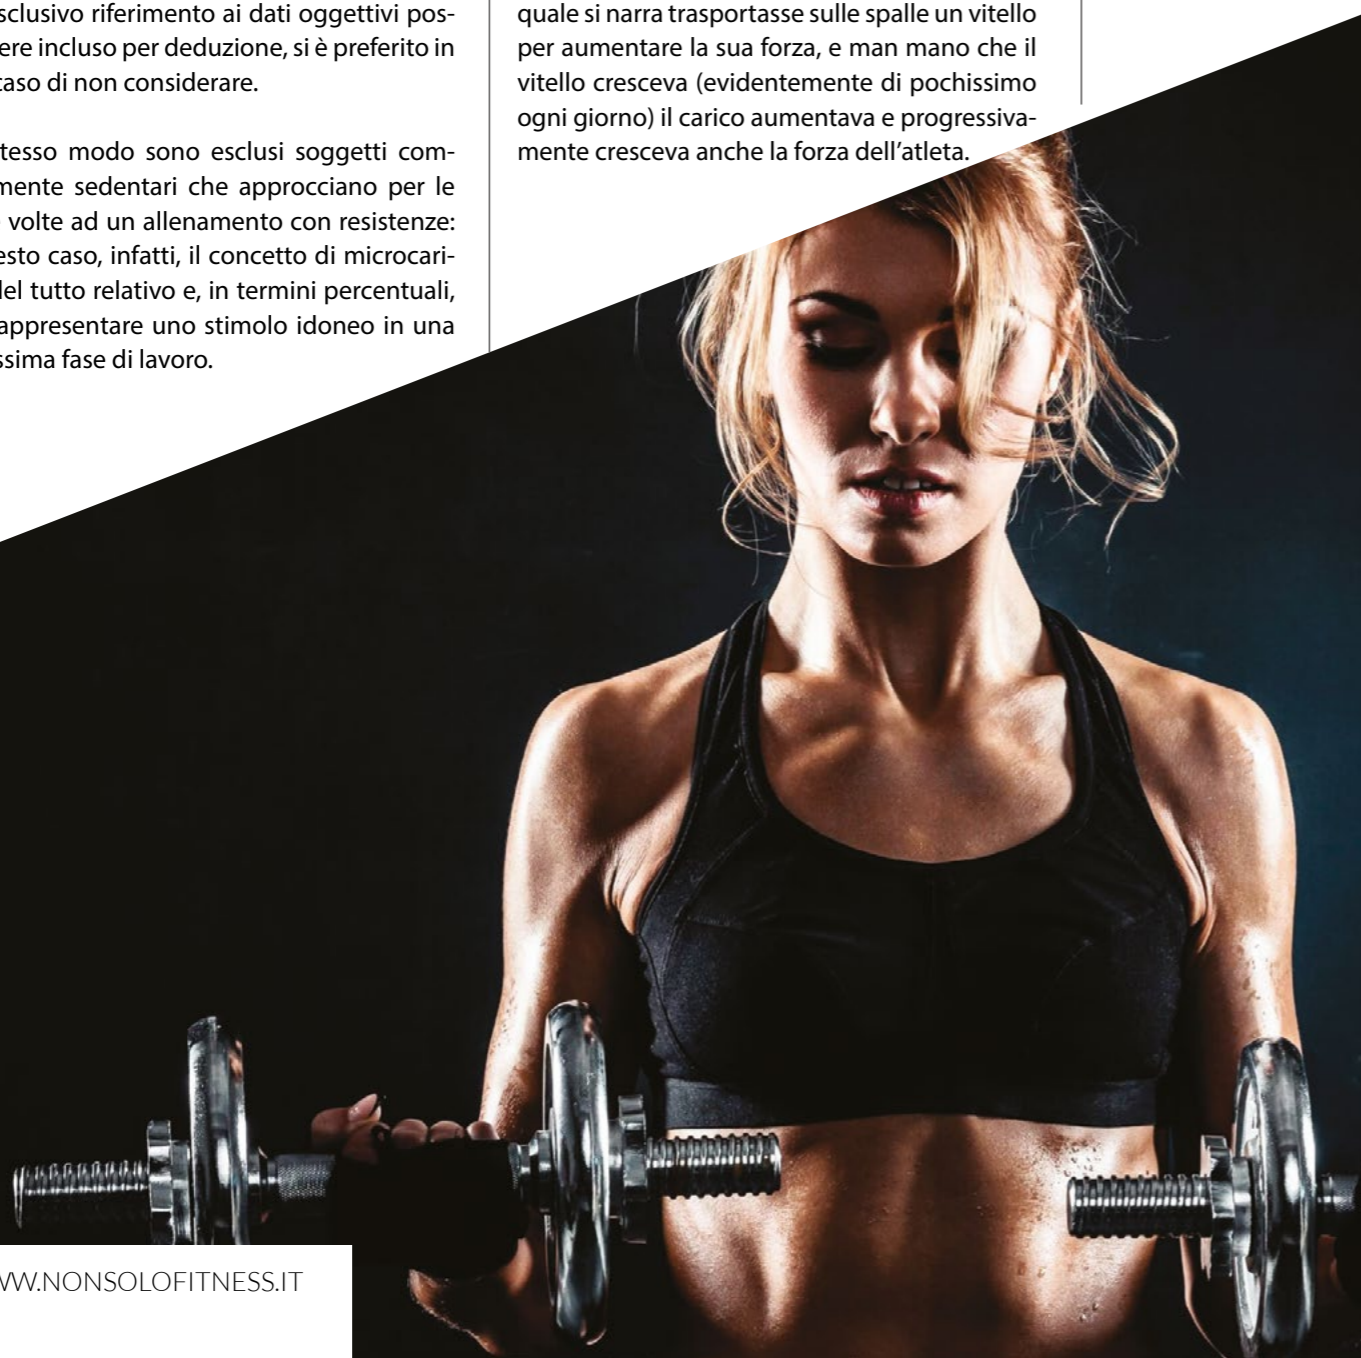 sclusivo riferimento ai dati oggettivi pos-
ere incluso per deduzione, si è preferito in
caso di non considerare.
tesso modo sono esclusi soggetti com-
mente sedentari che approcciano per le
volte ad un allenamento con resistenze:
esto caso, infatti, il concetto di microcari-
del tutto relativo e, in termini percentuali,
appresentare uno stimolo idoneo in una
ssima fase di lavoro.
quale si narra trasportasse sulle spalle un vitello
per aumentare la sua forza, e man mano che il
vitello cresceva (evidentemente di pochissimo
ogni giorno) il carico aumentava e progressiva-
mente cresceva anche la forza dell’atleta.
WW.NONSOLOFITNESS.IT